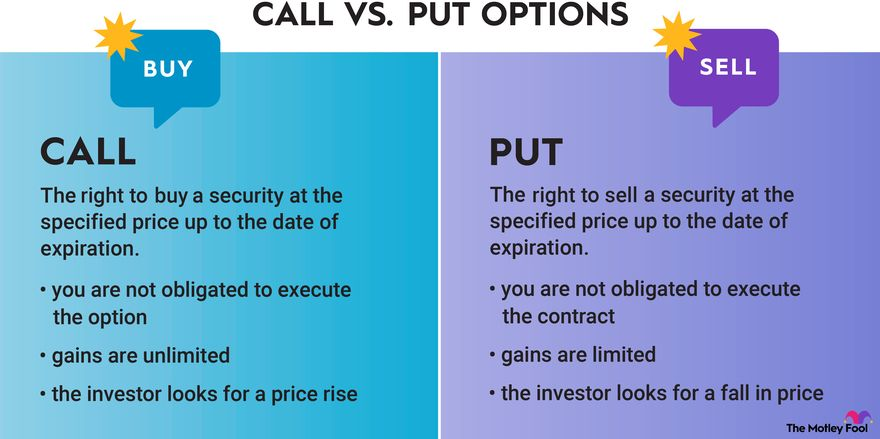 CALL VS. PUT OPTIONS
BUY
CALL
The right to buy a security at the
specified price up to the date of
expiration.
• you are not obligated to execute
the option
• gains are unlimited
• the investor looks for a price rise
SELL
PUT
The right to sell a security at the
specified price up to the date of
expiration.
• you are not obligated to execute
the contract
• gains are limited
• the investor looks for a fall in price
The Motley Fool